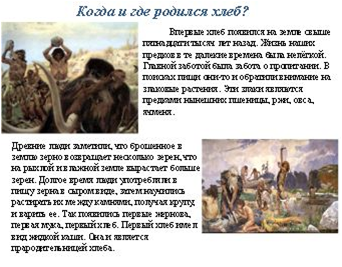 Когда и где родился хлеб?
Впервые хлеб появился на земле свыше
пятнадцати тысяч лет назад. Жизнь наших
предков в те далекие времена была нелёгкой.
Главной заботой была забота о пропитании. В
поисках пищи они-то и обратили внимание на
злаковые растения. Эти злаки являются
предками нынешних пшеницы, ржи, овса,
ячменя.
Древние люди заметили, что брошенное в
землю зерно возвращает несколько зерен, что
на рыхлой и влажной земле вырастает больше
зерен. Долгое время люди употребляли в
пищу зерна в сыром виде, затем научились
растирать их между камнями, получая крупу,
и варить ее. Так появились первые жернова,
первая мука, первый хлеб. Первый хлеб имел
вид жидкой каши. Она и является
прародительницей хлеба.